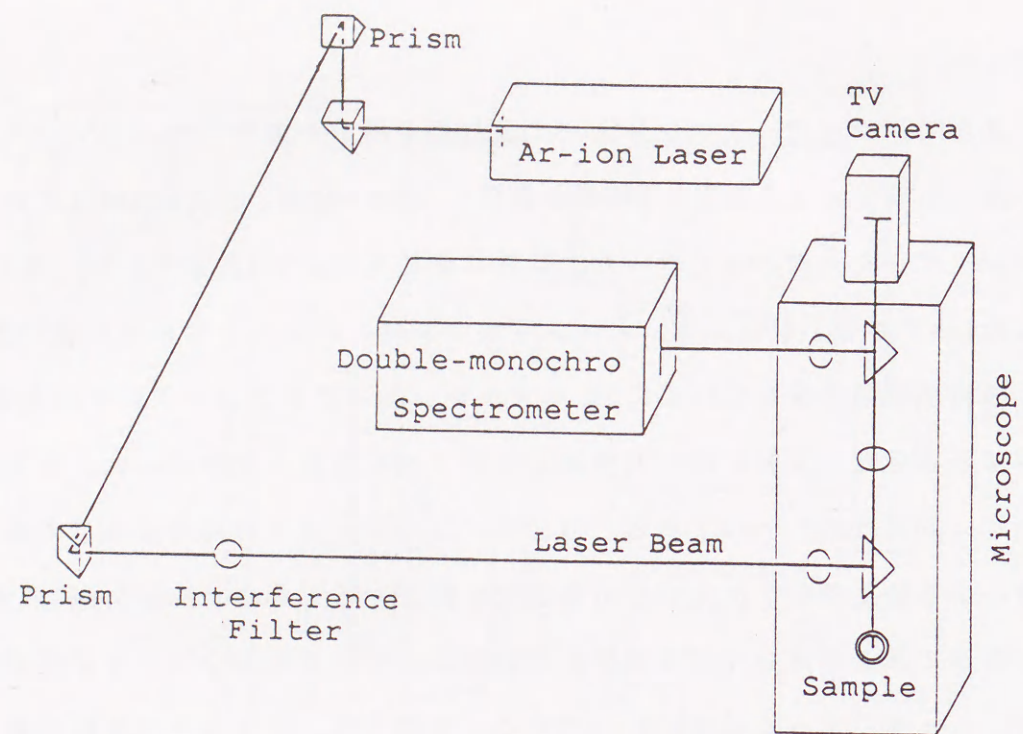 Prism
TV
Camera
Ar-ion Laser
Double-monochro
Spectrometer
Microscope
Laser Beam
Prism
Interference
Filter
Sample